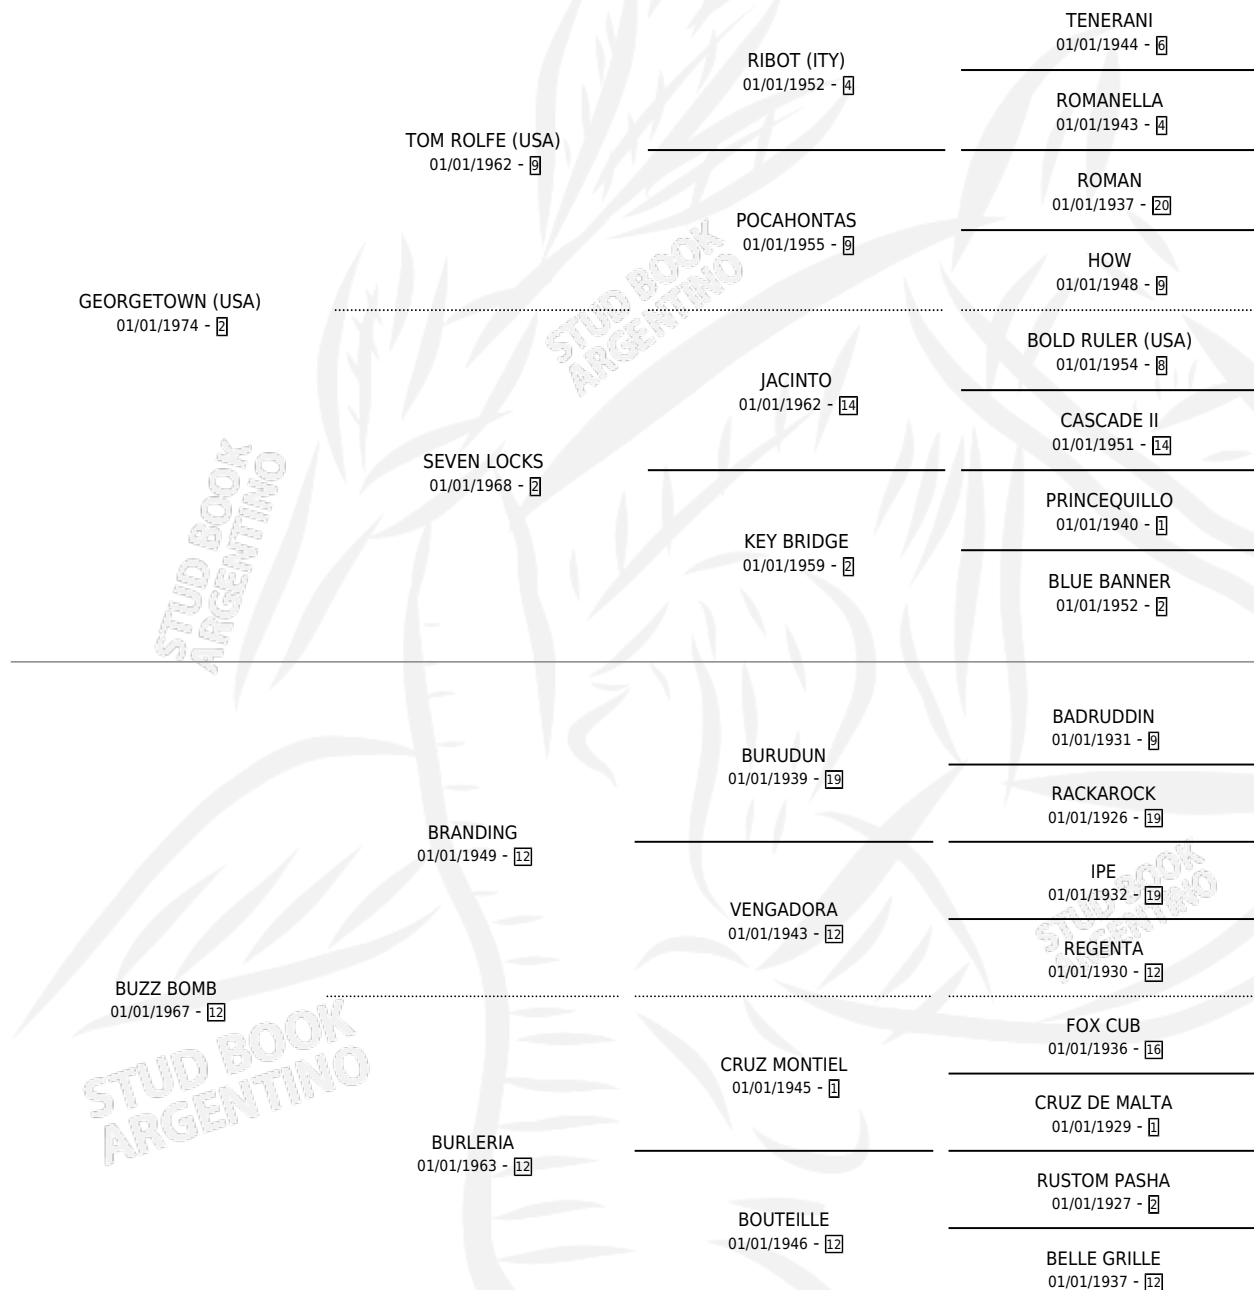 TENERANI
01/01/1944 - 6
RIBOT (ITY)
01/01/1952 - 4
ROMANELLA
01/01/1943 - 4
TOM ROLFE (USA)
01/01/1962 - 9
ROMAN
01/01/1937 - 20
POCAHONTAS
01/01/1955 - 9
HOW
01/01/1948 - 9
GEORGETOWN (USA)
01/01/1974 - 2
STUD BOOK
ARGENTINO
BOLD RULER (USA)
01/01/1954 - 8
JACINTO
01/01/1962 - 14
CASCADE II
01/01/1951 - 14
SEVEN LOCKS
01/01/1968 - 2
PRINCEQUILLO
01/01/1940 - 1
KEY BRIDGE
01/01/1959 - 2
BLUE BANNER
01/01/1952 - 2
STUD BOOK
ARGENTINO
BADRUDDIN
01/01/1931 - 9
BURUDUN
01/01/1939 - 19
RACKAROCK
01/01/1926 - 19
BRANDING
01/01/1949 - 12
IPE
01/01/1932 - 19
VENGADORA
01/01/1943 - 12
STUD BOOK
ARGENTINO
REGENTA
01/01/1930 - 12
BUZZ BOMB
01/01/1967 - 12
FOX CUB
01/01/1936 - 16
CRUZ MONTIEL
01/01/1945 - 1
STUD BOOK
ARGENTINO
CRUZ DE MALTA
01/01/1929 - 1
BURLERIA
01/01/1963 - 12
RUSTOM PASHA
01/01/1927 - 2
BOUTEILLE
01/01/1946 - 12
BELLE GRILLE
01/01/1937 - 12